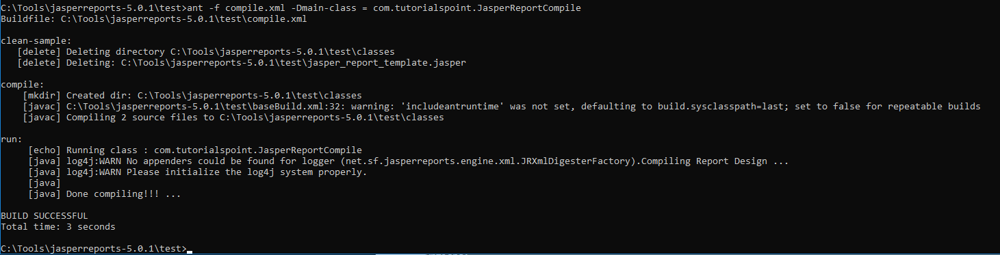 C:\Tools\jasperreports-5.0.1\test>ant -f compile.xml -Dmain-class = com.tutorialspoint.JasperReportCompile
Buildfile: C:\Tools\jasperreports-5.0.1\test\compile.xml
clean-sample:
[delete] Deleting directory C:\Tools\jasperreports-5.0.1\test\classes
[delete] Deleting: C:\Tools\jasperreports-5.0.1\test\jasper_report_template.jasper
compile:
[mkdir] Created dir: C:\Tools\jasperreports-5.0.1\test\classes
[javac] C:\Tools\jasperreports-5.0.1\test\baseBuild.xml:32: warning: 'includeantruntime' was not set, defaulting to build.sysclasspath=last; set to false for repeatable builds
[javac] Compiling 2 source files to C:\Tools\jasperreports-5.0.1\test\classes
run:
[echo] Running class : com.tutorialspoint.JasperReportCompile
[java] log4j:WARN No appenders could be found for logger (net.sf.jasperreports.engine.xml.JRXmlDigesterFactory).Compiling Report Design ...
[java] log4j:WARN Please initialize the log4j system properly.
[java]
[java] Done compiling!!! ...
BUILD SUCCESSFUL
Total time: 3 seconds
C:\Tools\jasperreports-5.0.1\test>